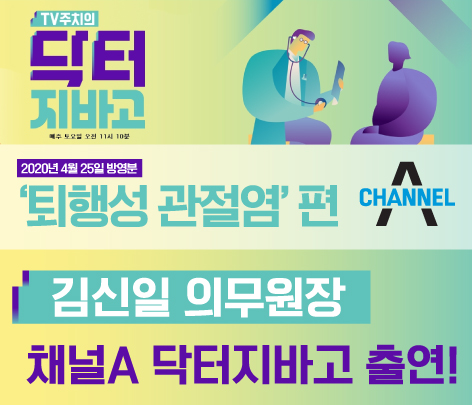 TV주치의
닥터
지바고
매주 토요일 오전 11시 10분
2020년 4월 25일 방영분
‘퇴행성 관절염’ 편
CHANNEL A
김신일 의무원장
채널A 닥터지바고 출연!